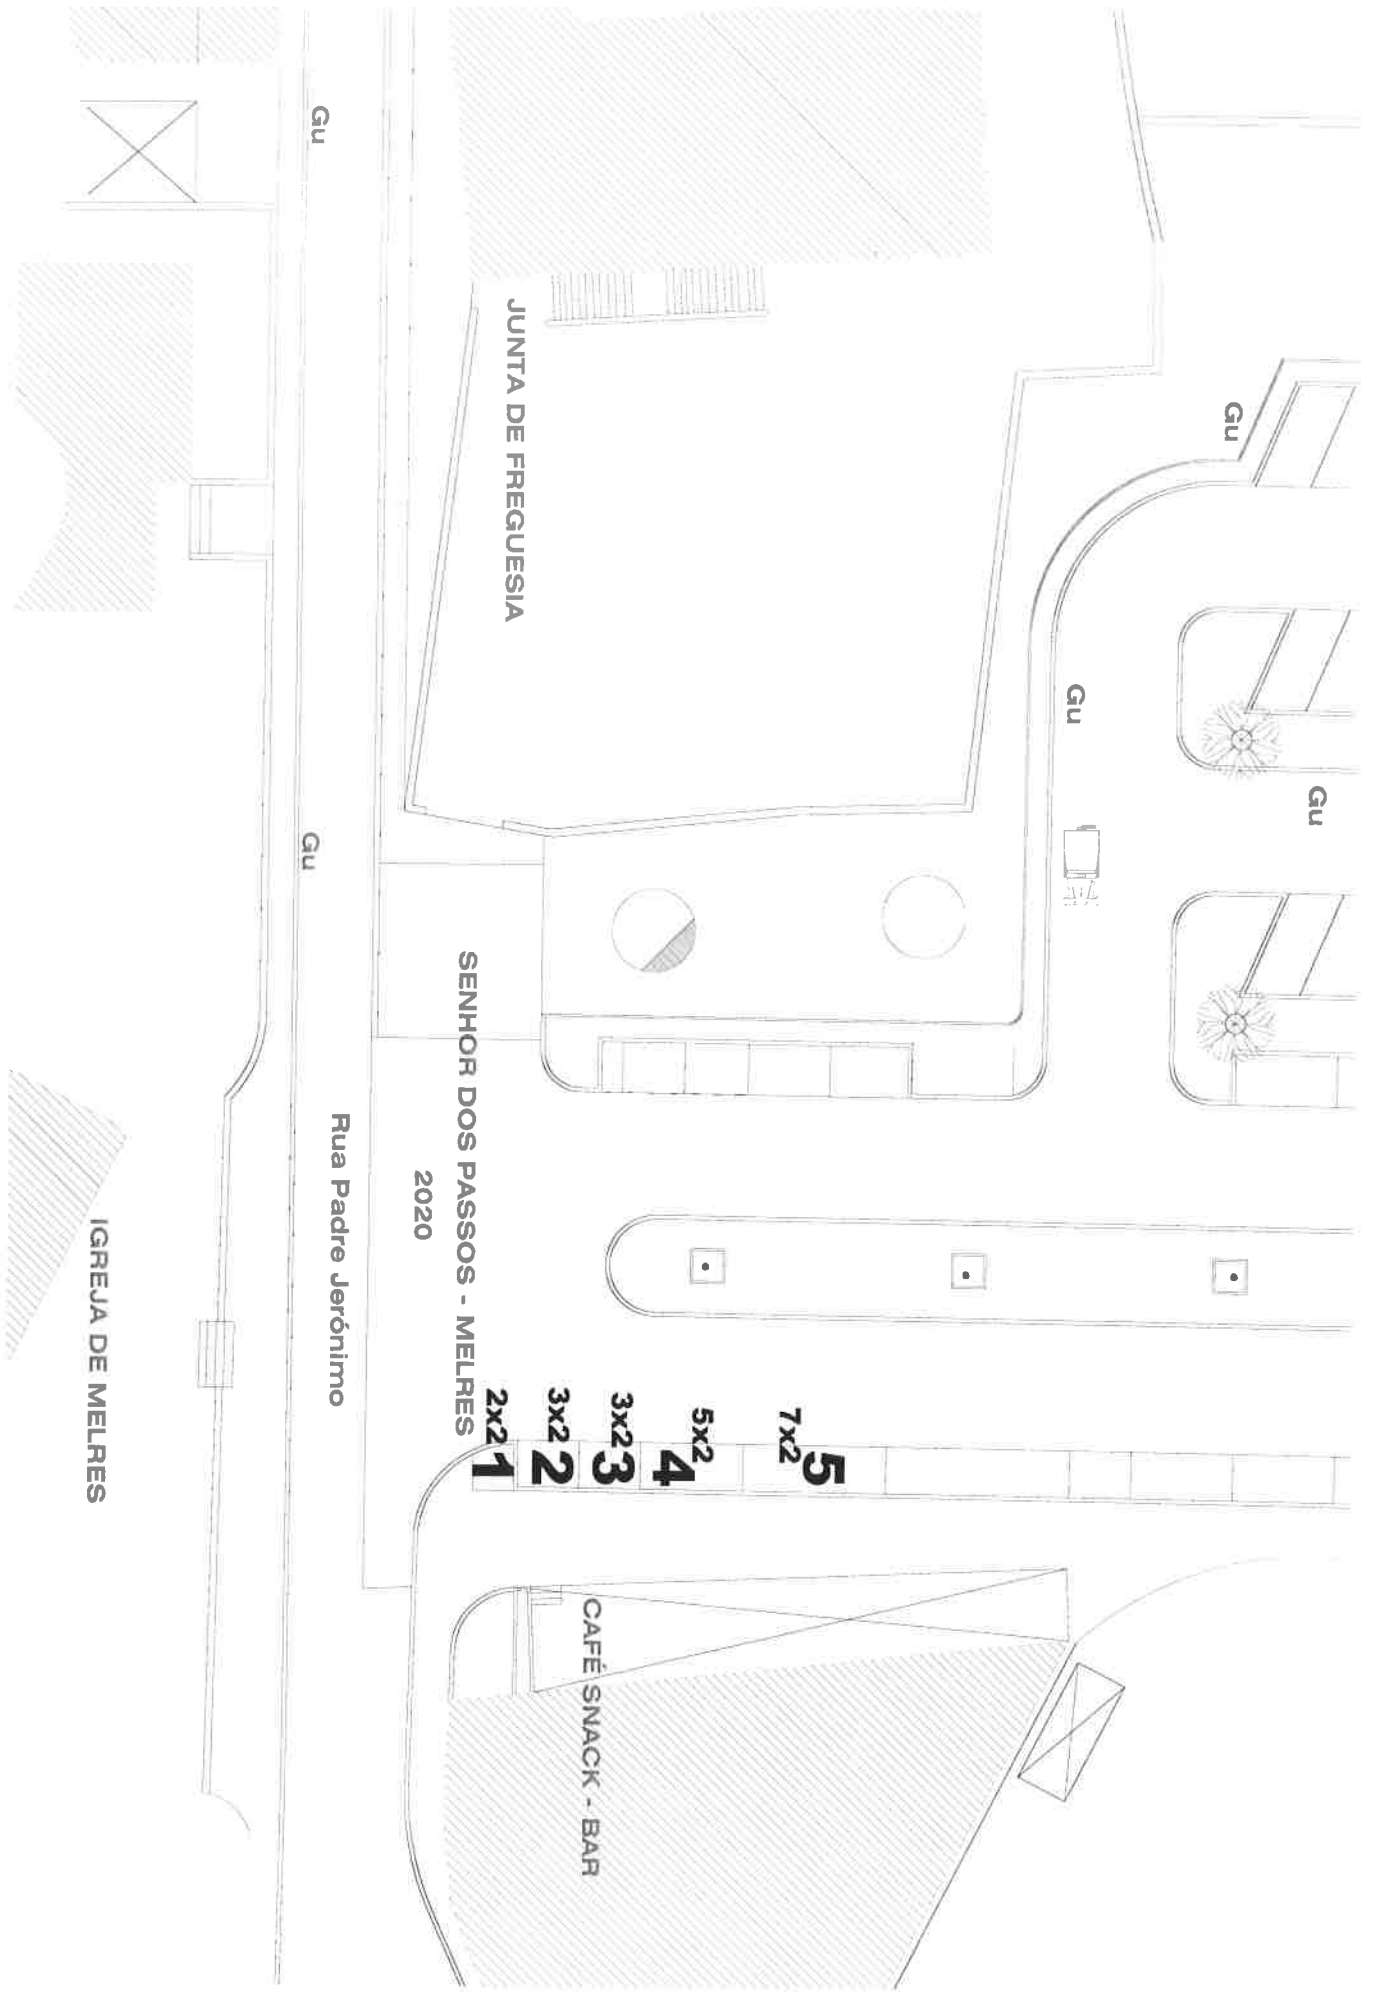 Gu
Gu
Gu
Gu
Gu
JUNTA DE FREGUESIA
SENHOR DOS PASSOS - MELRES
2020
Rua Padre Jerónimo
IGREJA DE MELRES
7x2
5
5x2
4
3x2
3
3x2
2
2x2
1
CAFÉ SNACK - BAR